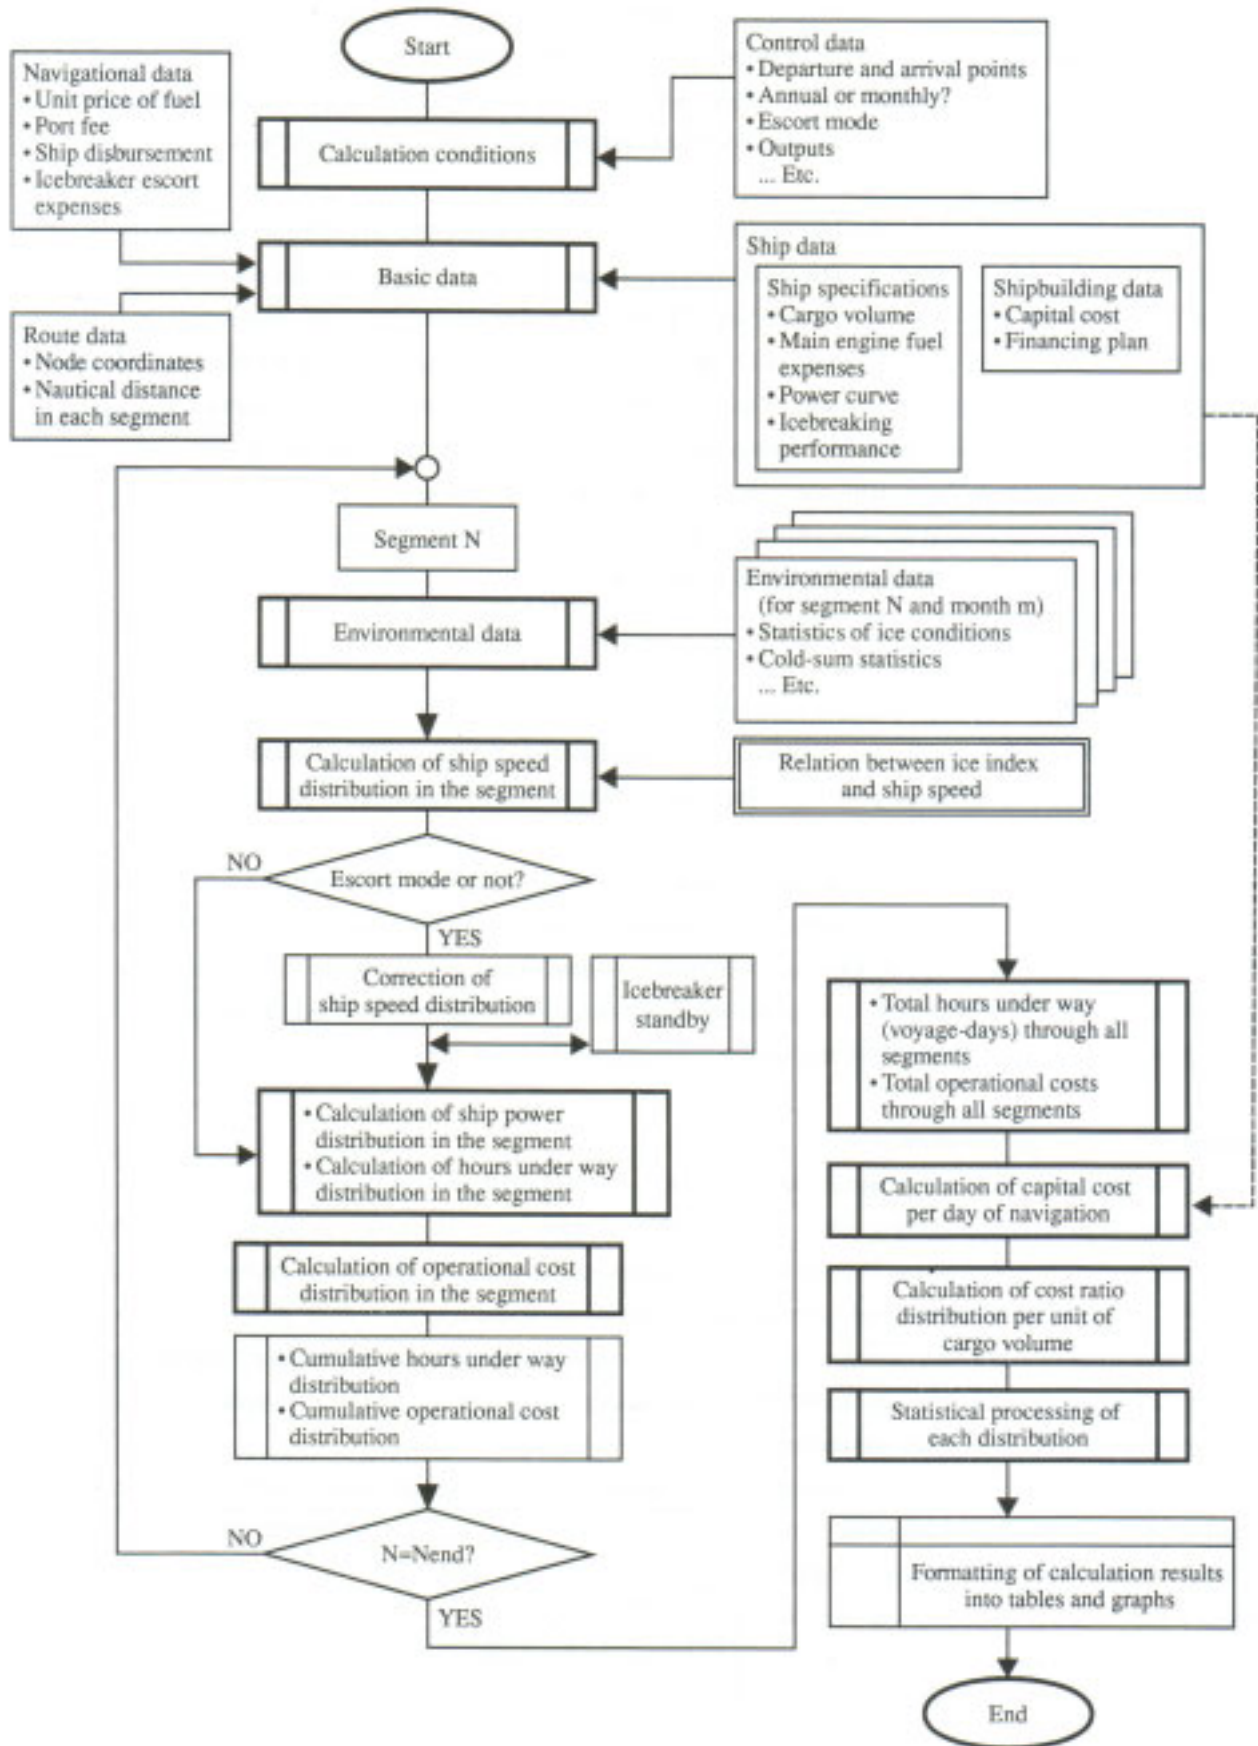 Start
Navigational data
• Unit price of fuel
• Port fee
• Ship disbursement
• Icebreaker escort
expenses
Control data
• Departure and arrival points
• Annual or monthly?
• Escort mode
• Outputs
... Etc.
Calculation conditions
Basic data
Route data
• Node coordinates
• Nautical distance
in each segment
Ship data
Ship specifications
• Cargo volume
• Main engine fuel
expenses
• Power curve
• Icebreaking
performance
Shipbuilding data
• Capital cost
• Financing plan
Segment N
Environmental data
Environmental data
(for segment N and month m)
• Statistics of ice conditions
• Cold-sum statistics
... Etc.
Calculation of ship speed
distribution in the segment
Relation between ice index
and ship speed
Escort mode or not?
NO
YES
Correction of
ship speed distribution
Icebreaker
standby
• Calculation of ship power
distribution in the segment
• Calculation of hours under way
distribution in the segment
Calculation of operational cost
distribution in the segment
• Cumulative hours under way
distribution
• Cumulative operational cost
distribution
NO
N=Nend?
YES
• Total hours under way
(voyage-days) through all
segments
• Total operational costs
through all segments
Calculation of capital cost
per day of navigation
Calculation of cost ratio
distribution per unit of
cargo volume
Statistical processing of
each distribution
Formatting of calculation results
into tables and graphs
End